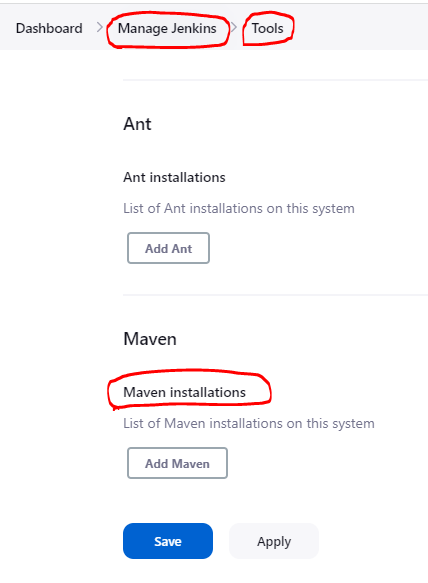 Dashboard > Manage Jenkins > Tools
Ant
Ant installations
List of Ant installations on this system
Add Ant
Maven
Maven installations
List of Maven installations on this system
Add Maven
Save Apply